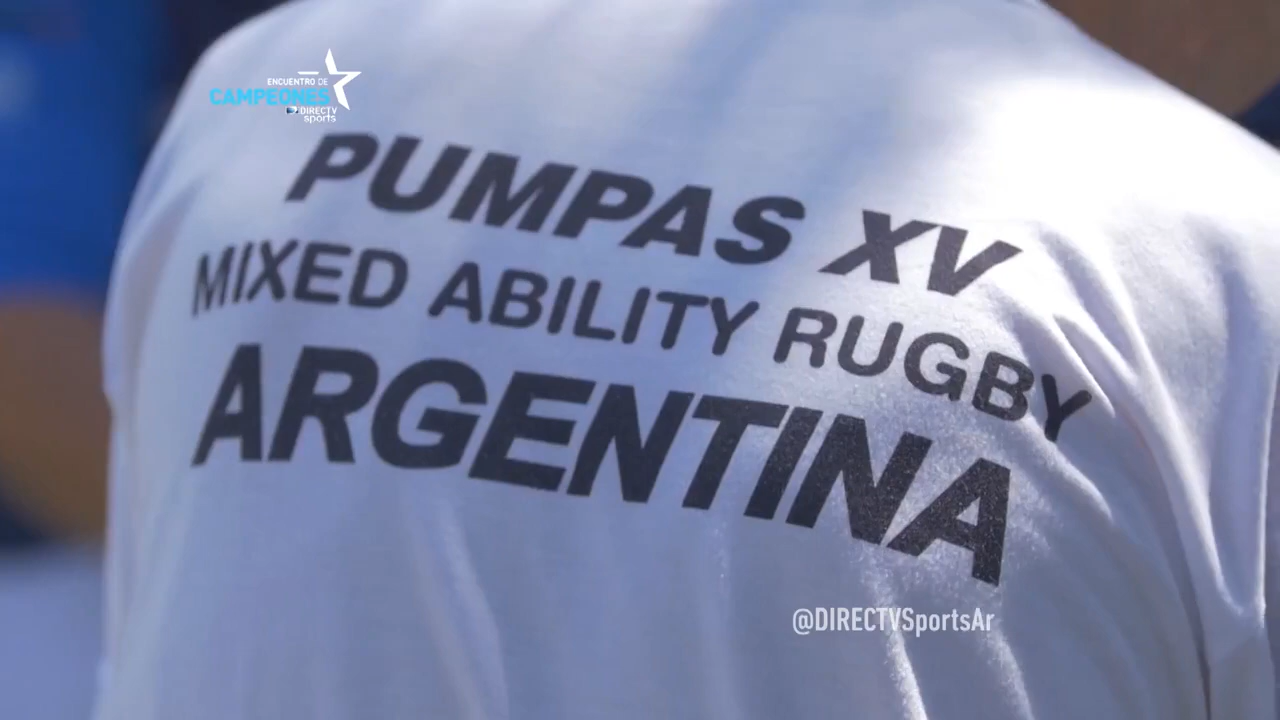 ENCUENTRO DE
CAMPEONES
DIRECTV
sports
PUMPAS XV
MIXED ABILITY RUGBY
ARGENTINA
@DIRECTVSportsAr